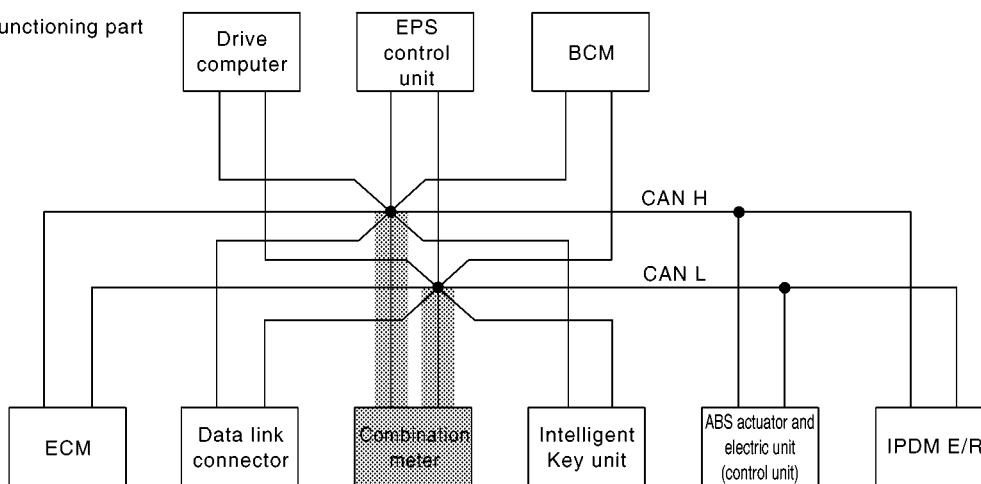 unctioning part
Drive
computer
EPS
control
unit
BCM
CAN H
CAN L
ECM
Data link
connector
Combination
meter
Intelligent
Key unit
ABS actuator and
electric unit
(control unit)
IPDM E/R